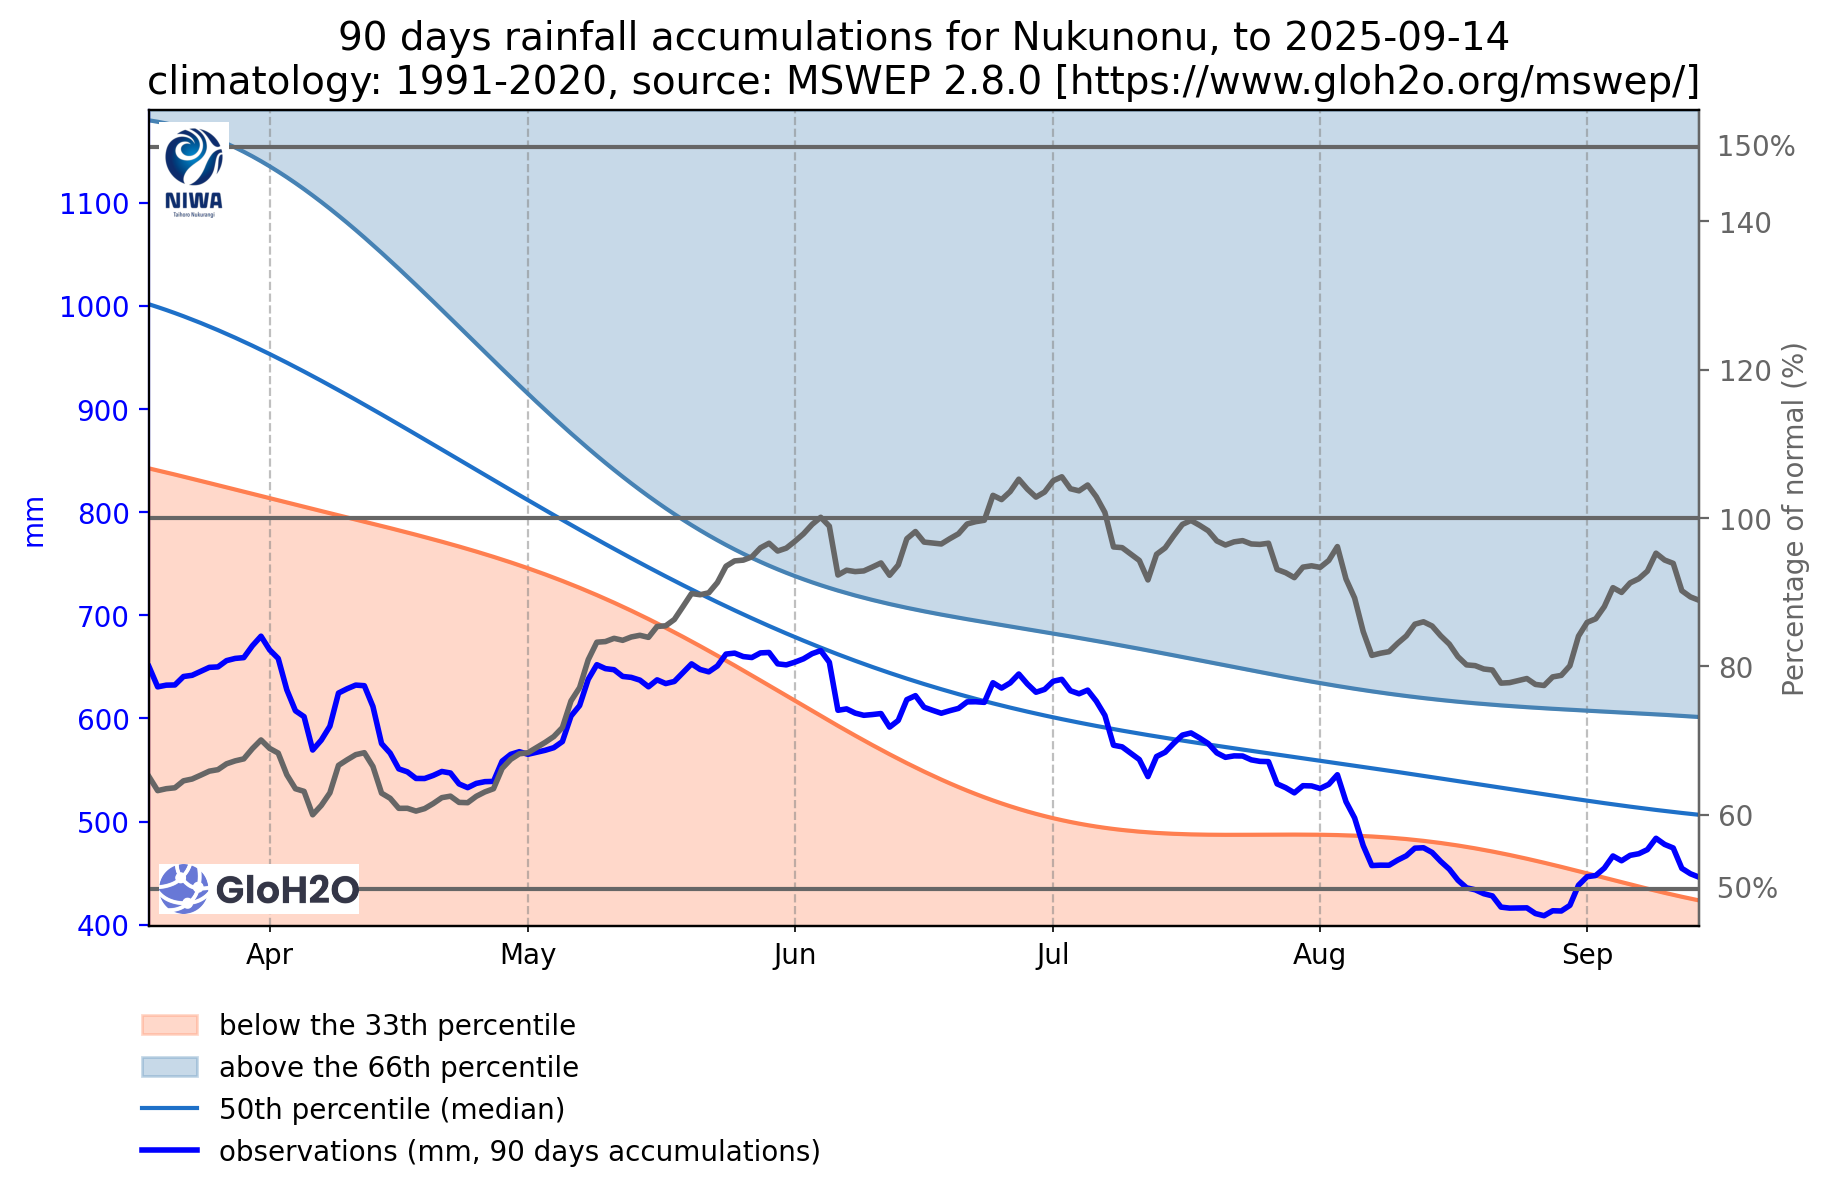 90 days rainfall accumulations for Nukunonu, to 2025-09-14
climatology: 1991-2020, source: MSWEP 2.8.0 [https://www.gloh2o.org/mswep/]
NIWA
Taihoro Nukurangi
150%
140
120
100
80
60
50%
Percentage of normal (%)
1100
1000
900
800
700
600
500
400
mm
GloH2O
Apr
May
Jun
Jul
Aug
Sep
below the 33th percentile
above the 66th percentile
50th percentile (median)
observations (mm, 90 days accumulations)